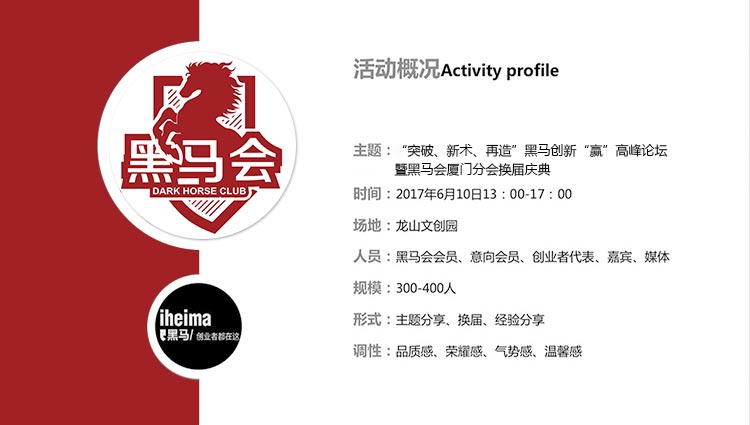 黑马会
DARK HORSE CLUB
iheima
黑马/ 创业者都在这
活动概况Activity profile
主题：“突破、新术、再造”黑马创新“赢”高峰论坛
暨黑马会厦门分会换届庆典
时间：2017年6月10日13：00-17：00
场地：龙山文创园
人员：黑马会会员、意向会员、创业者代表、嘉宾、媒体
规模：300-400人
形式：主题分享、换届、经验分享
调性：品质感、荣耀感、气势感、温馨感